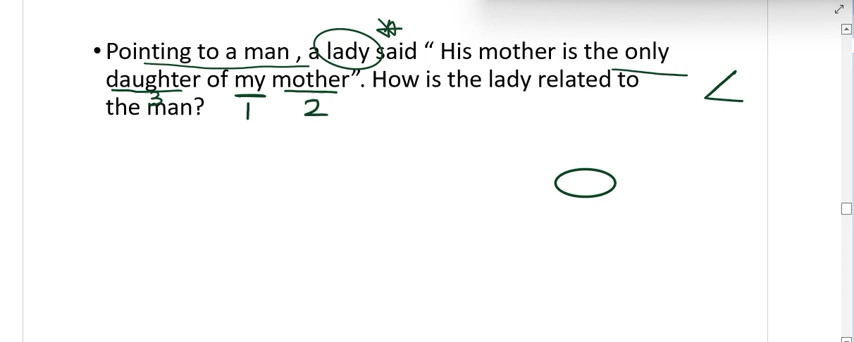 • Pointing to a man , a lady said “ His mother is the only
daughter of my mother”. How is the lady related to
the man?
3 1 2